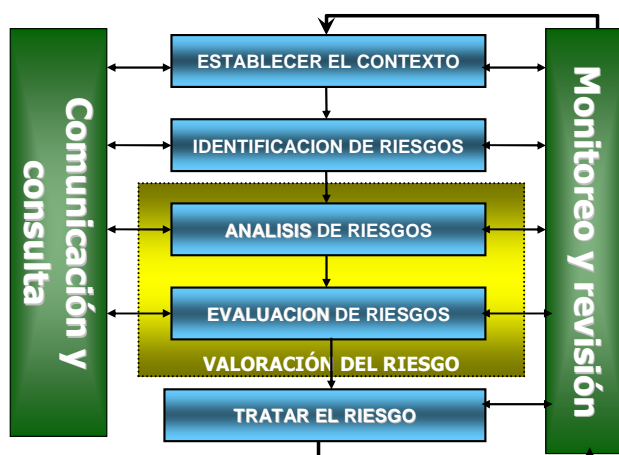 ESTABLECER EL CONTEXTO
IDENTIFICACION DE RIESGOS
ANALISIS DE RIESGOS
EVALUACION DE RIESGOS
VALORACIÓN DEL RIESGO
TRATAR EL RIESGO
Comunicación y
consulta
Monitoreo y revisión